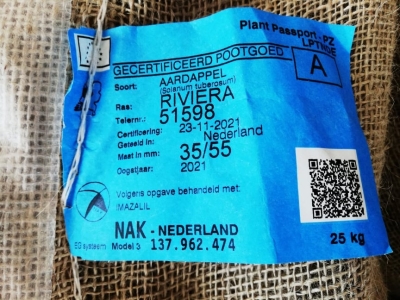 Plant Passport - PZ
LPTNDE
GECERTIFICEERD POOTGOED
A
Soort: AARDAPPEL
(Solanum tuberosum)
Ras: RIVIERA
Telernr.: 51598
Certificering: 23-11-2021
Geteeld in: Nederland
Maat in mm: 35/55
Oogstjaar: 2021
Volgens opgave behandeld met:
IMAZALIL
NAK - NEDERLAND
EG systeem Model 3 137.962.474
25 kg